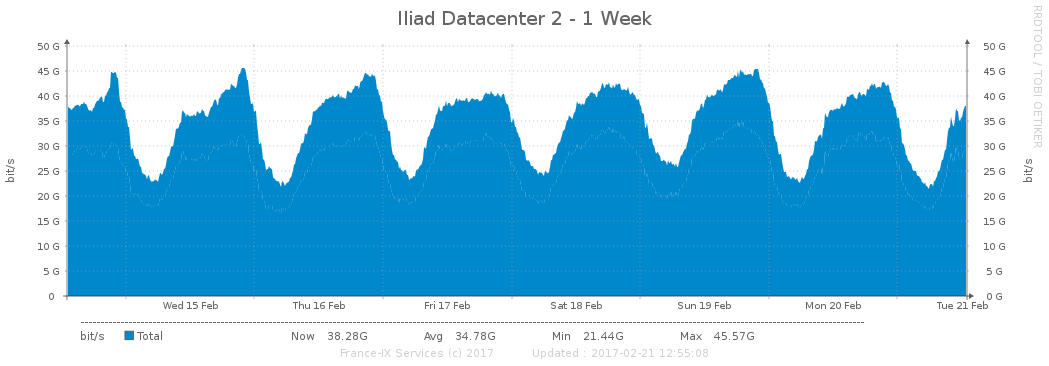 Iliad Datacenter 2 - 1 Week
RRDTOOL / TOBI OETIKER
50 G 50 G
45 G 45 G
40 G 40 G
35 G 35 G
30 G 30 G
25 G 25 G
20 G 20 G
15 G 15 G
10 G 10 G
5 G 5 G
0 0 G
bit/s bit/s
Wed 15 Feb Thu 16 Feb Fri 17 Feb Sat 18 Feb Sun 19 Feb Mon 20 Feb Tue 21 Feb
bit/s Total Now 38.28G Avg 34.78G Min 21.44G Max 45.57G
France-IX Services (c) 2017 Updated : 2017-02-21 12:55:08